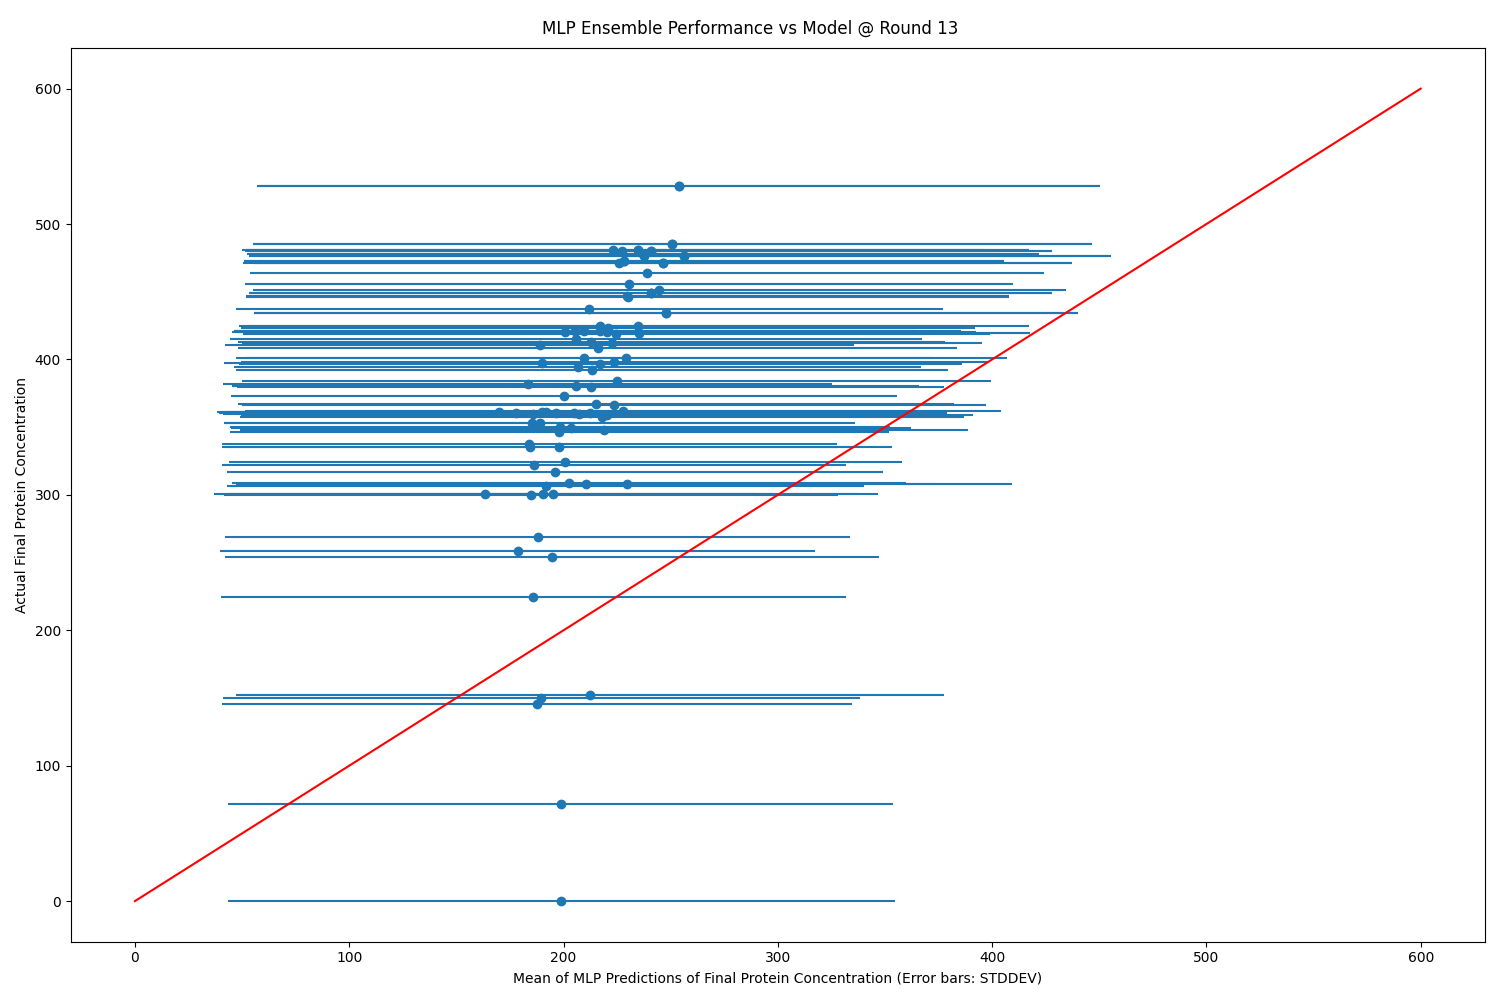 MLP Ensemble Performance vs Model @ Round 13
600
500
400
300
200
100
0
Actual Final Protein Concentration
0 100 200 300 400 500 600
Mean of MLP Predictions of Final Protein Concentration (Error bars: STDDEV)